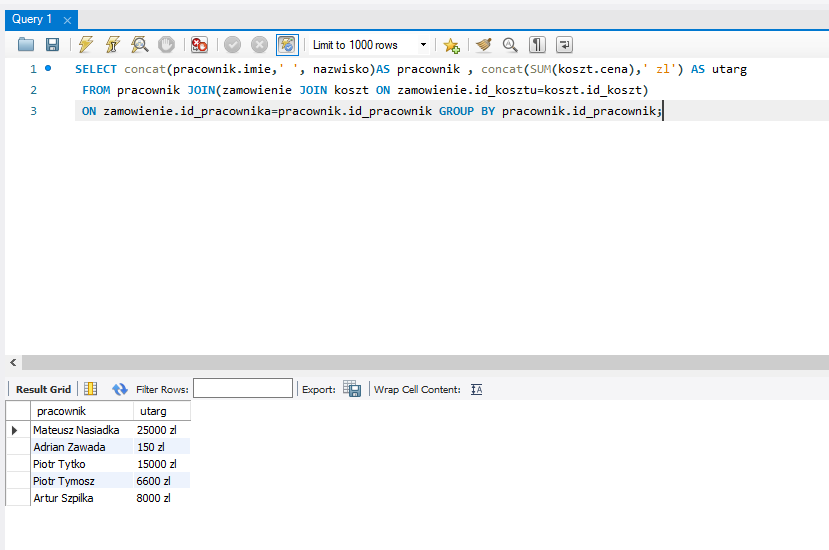 Query 1
Limit to 1000 rows
1 SELECT concat(pracownik.imie,' ', nazwisko)AS pracownik , concat(SUM(koszt.cena),' zl') AS utarg
2 FROM pracownik JOIN(zamowienie JOIN koszt ON zamowienie.id_kosztu=koszt.id_koszt)
3 ON zamowienie.id_pracownika=pracownik.id_pracownik GROUP BY pracownik.id_pracownik;
Result Grid Filter Rows: Export: Wrap Cell Content:
pracownik utarg
Mateusz Nasiadka 25000 zl
Adrian Zawada 150 zl
Piotr Tytko 15000 zl
Piotr Tymosz 6600 zl
Artur Szpilka 8000 zl